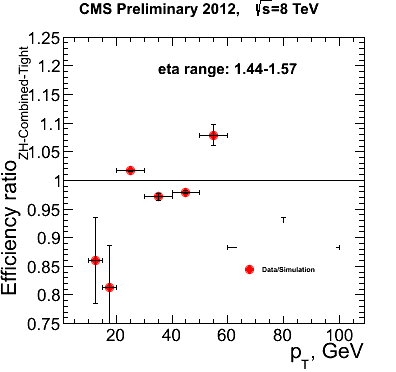 CMS Preliminary 2012, √s=8 TeV
eta range: 1.44-1.57
Efficiency ratio ZH-Combined-Tight
1.25
1.2
1.15
1.1
1.05
1
0.95
0.9
0.85
0.8
0.75
Data/Simulation
20 40 60 80 100
p_T, GeV